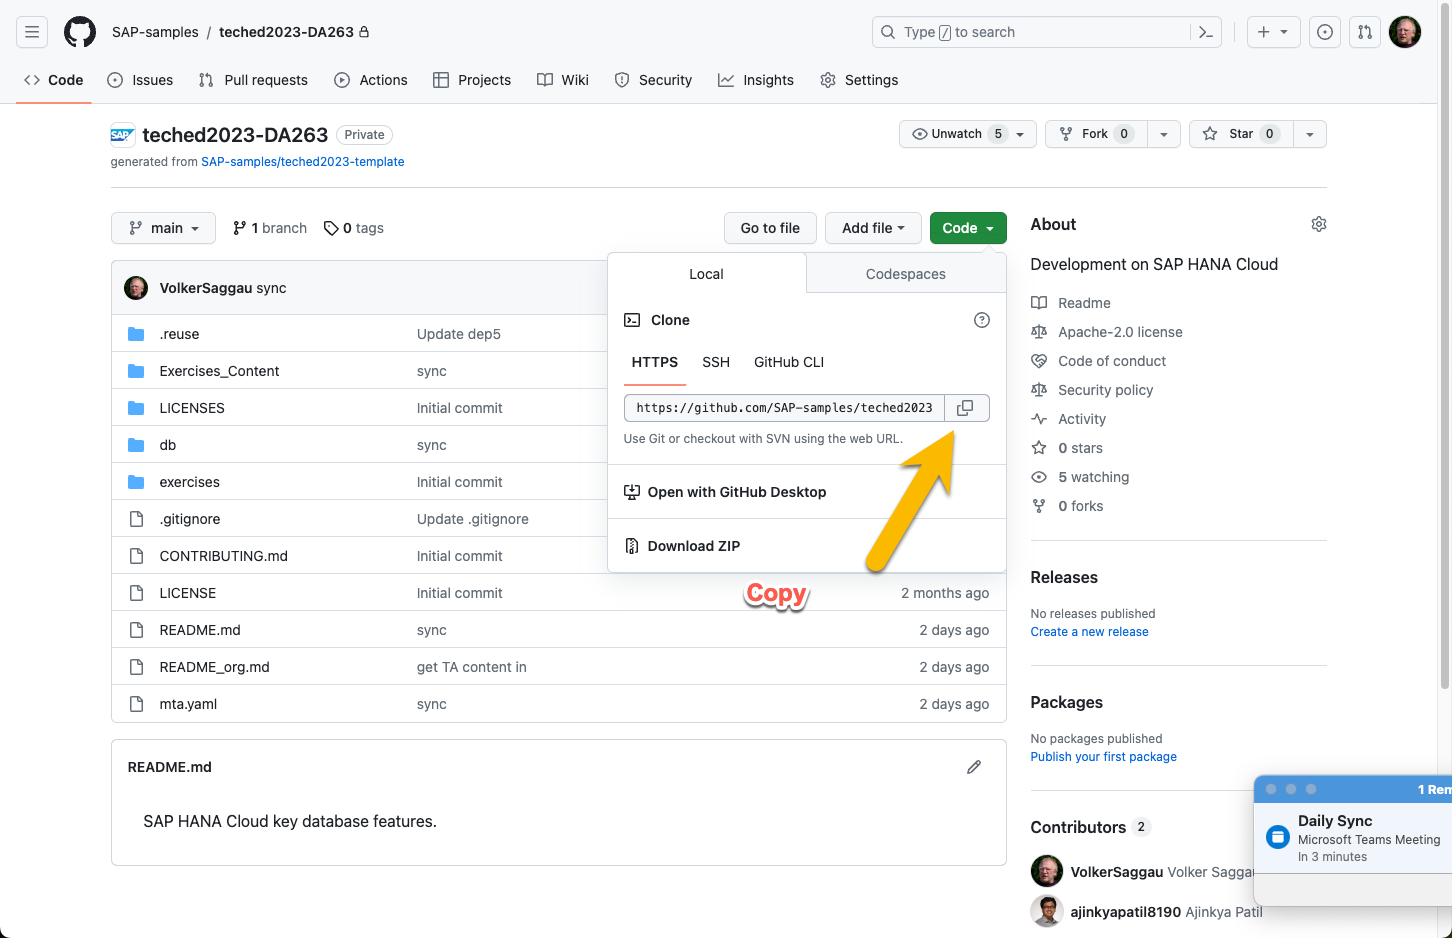 SAP-samples / teched2023-DA263
Type / to search
Code Issues Pull requests Actions Projects Wiki Security Insights Settings
SAP teched2023-DA263 Private
Unwatch 5 Fork 0 Star 0
generated from SAP-samples/teched2023-template
main 1 branch 0 tags
Go to file Add file Code
VolkerSaggau sync
.reuse Update dep5
Exercises_Content sync
LICENSES Initial commit
db sync
exercises Initial commit
.gitignore Update .gitignore
CONTRIBUTING.md Initial commit
LICENSE Initial commit 2 months ago
README.md sync 2 days ago
README_org.md get TA content in 2 days ago
mta.yaml sync 2 days ago
Local Codespaces
Clone
HTTPS SSH GitHub CLI
https://github.com/SAP-samples/teched2023
Use Git or checkout with SVN using the web URL.
Open with GitHub Desktop
Download ZIP
Copy
README.md
SAP HANA Cloud key database features.
About
Development on SAP HANA Cloud
Readme
Apache-2.0 license
Code of conduct
Security policy
Activity
0 stars
5 watching
0 forks
Releases
No releases published
Create a new release
Packages
No packages published
Publish your first package
Contributors 2
VolkerSaggau Volker Saggau
ajinkyapatil8190 Ajinkya Patil
1 Rem
Daily Sync
Microsoft Teams Meeting
In 3 minutes